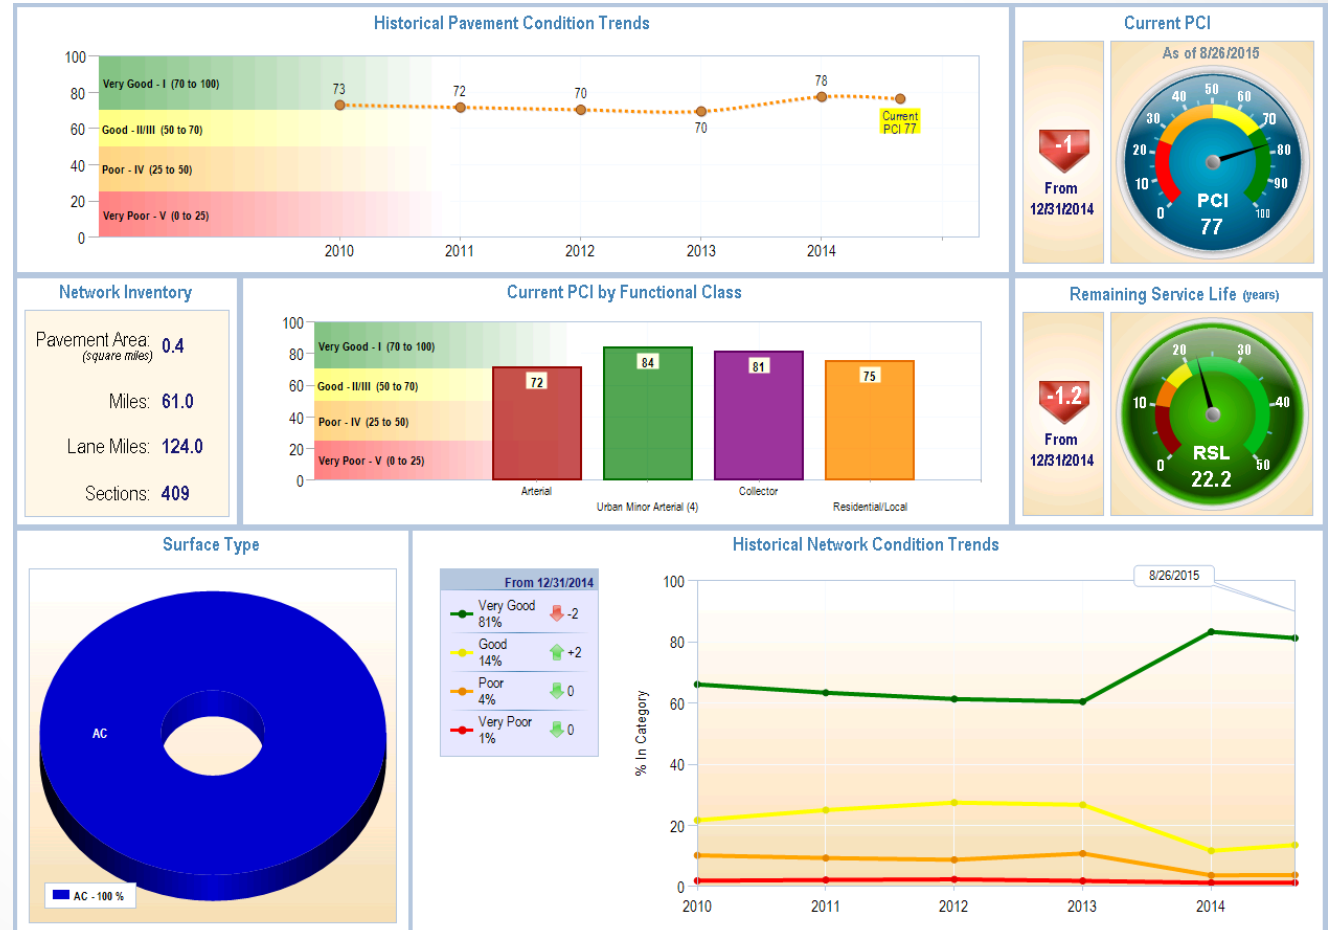 Historical Pavement Condition Trends
100
80
60
40
20
0
Very Good - I (70 to 100)
Good - II/III (50 to 70)
Poor - IV (25 to 50)
Very Poor - V (0 to 25)
73
72
70
70
78
Current
PCI 77
2010
2011
2012
2013
2014
Current PCI
As of 8/26/2015
-1
From
12/31/2014
0
10
20
30
40
50
60
70
80
90
100
PCI
77
Network Inventory
Pavement Area: 0.4
(square miles)
Miles: 61.0
Lane Miles: 124.0
Sections: 409
Current PCI by Functional Class
100
80
60
40
20
0
Very Good - I (70 to 100)
Good - II/III (50 to 70)
Poor - IV (25 to 50)
Very Poor - V (0 to 25)
72
84
81
75
Arterial
Urban Minor Arterial (4)
Collector
Residential/Local
Remaining Service Life (years)
-1.2
From
12/31/2014
0
10
20
30
40
50
RSL
22.2
Surface Type
AC
AC - 100 %
Historical Network Condition Trends
From 12/31/2014
Very Good
81%
-2
Good
14%
+2
Poor
4%
0
Very Poor
1%
0
% In Category
100
80
60
40
20
0
8/26/2015
2010
2011
2012
2013
2014